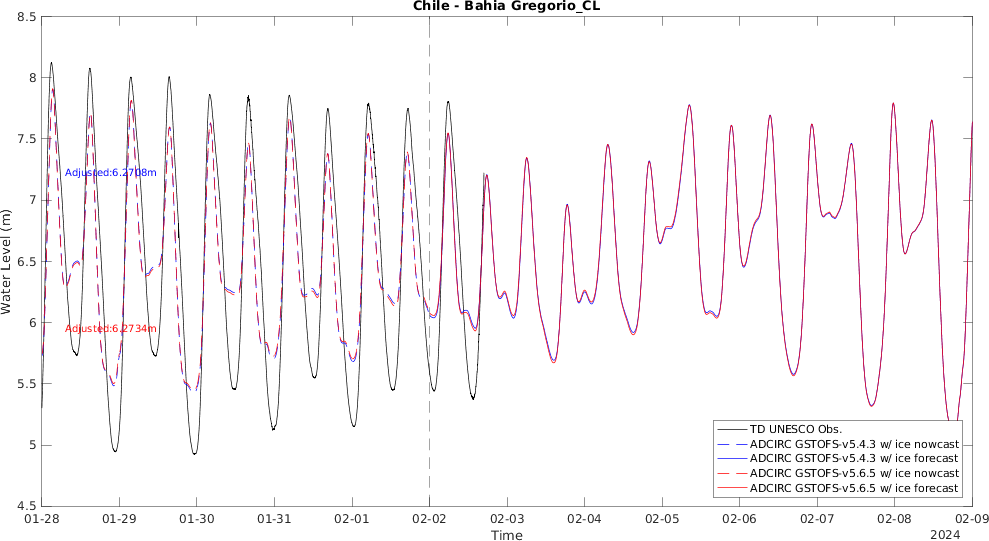 Chile - Bahia Gregorio_CL
8.5
8
7.5
7
6.5
6
5.5
5
4.5
Water Level (m)
Adjusted:6.2708m
Adjusted:6.2734m
TD UNESCO Obs.
ADCIRC GSTOFS-v5.4.3 w/ ice nowcast
ADCIRC GSTOFS-v5.4.3 w/ ice forecast
ADCIRC GSTOFS-v5.6.5 w/ ice nowcast
ADCIRC GSTOFS-v5.6.5 w/ ice forecast
01-28 01-29 01-30 01-31 02-01 02-02 02-03 02-04 02-05 02-06 02-07 02-08 02-09
Time
2024